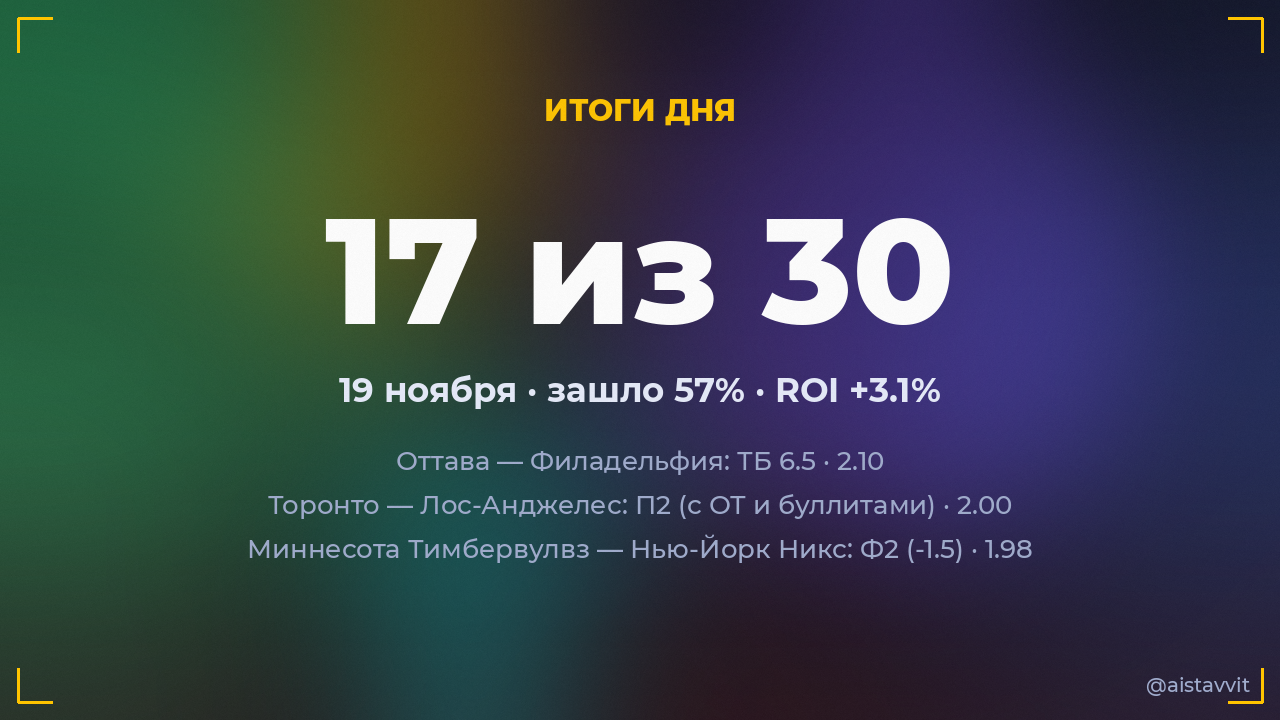 ИТОГИ ДНЯ
17 из 30
19 ноября · зашло 57% · ROI +3.1%
Оттава — Филадельфия: ТБ 6.5 · 2.10
Торонто — Лос-Анджелес: П2 (с ОТ и буллитами) · 2.00
Миннесота Тимбервулвз — Нью-Йорк Никс: Ф2 (-1.5) · 1.98
@aistavvit